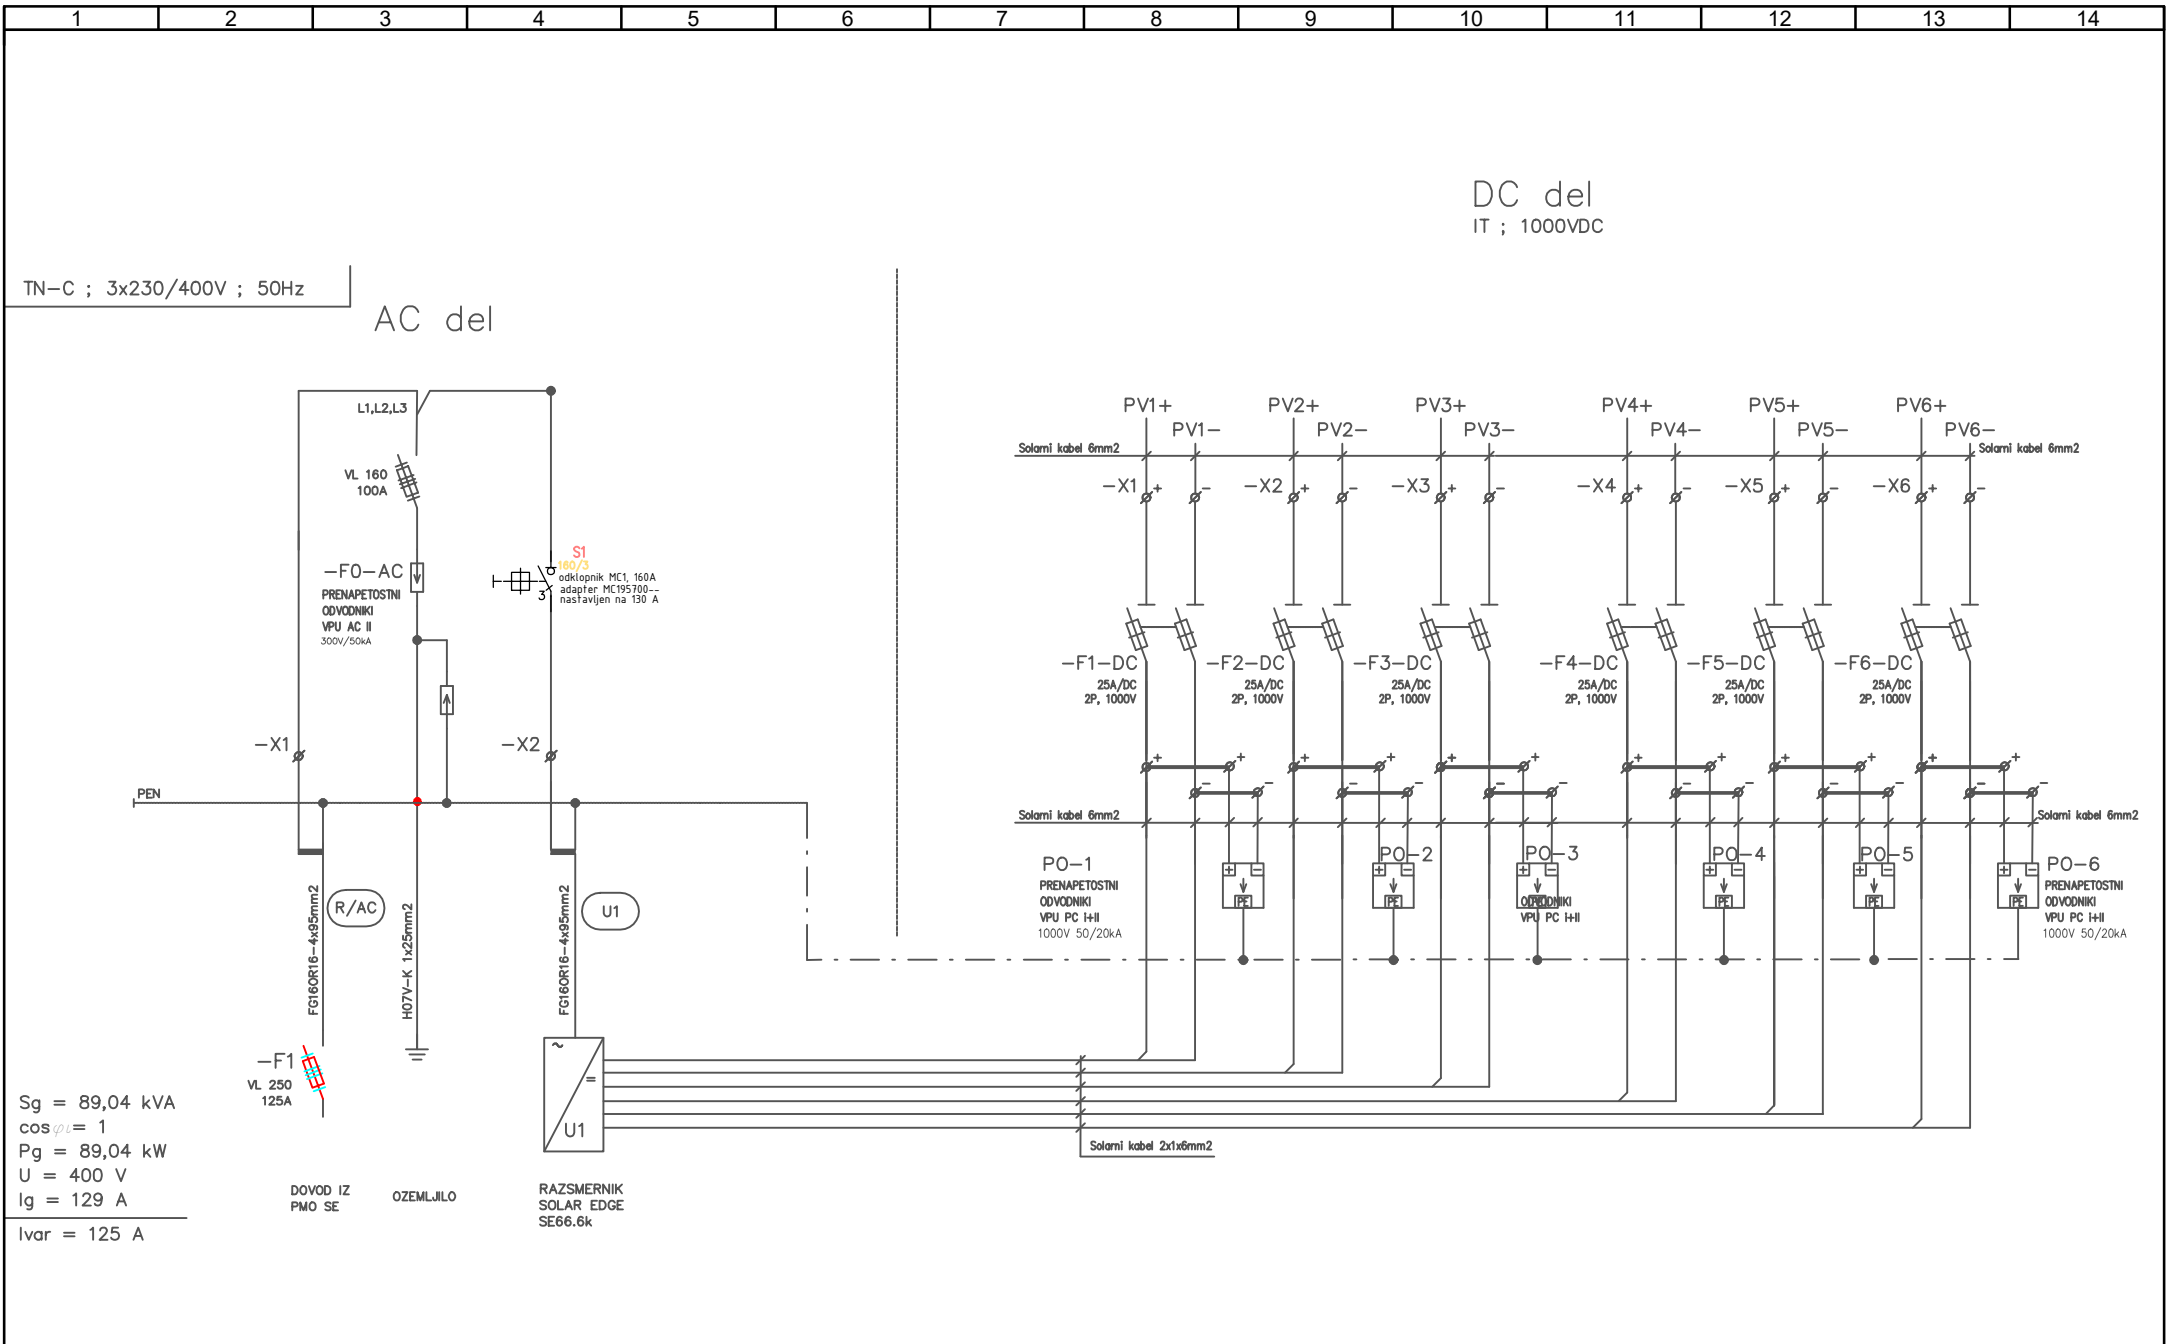 1 2 3 4 5 6 7 8 9 10 11 12 13 14
DC del
IT ; 1000VDC
TN-C ; 3x230/400V ; 50Hz
AC del
L1,L2,L3
VL 160
100A
-F0-AC
PRENAPETOSTNI
ODVODNIKI
VPU AC II
300V/50kA
S1
160/3
odklopnik MC1, 160A
adapter MC195700--
nastavljen na 130 A
3
-X1
-X2
PEN
R/AC
U1
FG16OR16-4x95mm2
H07V-K 1x25mm2
FG16OR16-4x95mm2
-F1
VL 250
125A
~
=
U1
Sg = 89,04 kVA
cosφι= 1
Pg = 89,04 kW
U = 400 V
Ig = 129 A
Ivar = 125 A
DOVOD IZ
PMO SE
OZEMLJILO
RAZSMERNIK
SOLAR EDGE
SE66.6k
PV1+ PV2+ PV3+ PV4+ PV5+ PV6+
PV1- PV2- PV3- PV4- PV5- PV6-
Solarni kabel 6mm2
Solarni kabel 6mm2
-X1 + - -X2 + - -X3 + - -X4 + - -X5 + - -X6 + -
-F1-DC -F2-DC -F3-DC -F4-DC -F5-DC -F6-DC
25A/DC 25A/DC 25A/DC 25A/DC 25A/DC 25A/DC
2P, 1000V 2P, 1000V 2P, 1000V 2P, 1000V 2P, 1000V 2P, 1000V
+ + + + + + + + + + + +
- - - - - - - - - - - -
Solarni kabel 6mm2
Solarni kabel 6mm2
PO-1 PO-2 PO-3 PO-4 PO-5 PO-6
+ - + - + - + - + - + -
PE PE PE PE PE PE
PRENAPETOSTNI
ODVODNIKI
VPU PC I+II
1000V 50/20kA
ODVODNIKI
VPU PC I+II
PRENAPETOSTNI
ODVODNIKI
VPU PC I+II
1000V 50/20kA
Solarni kabel 2x1x6mm2